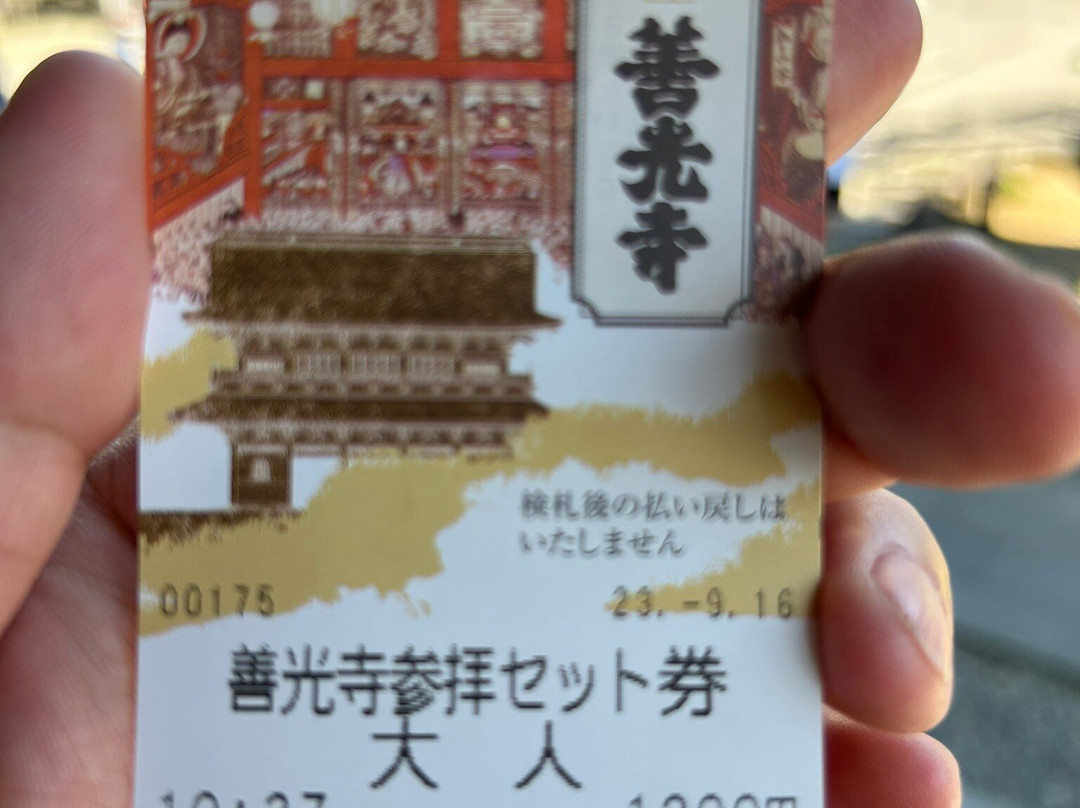 善光寺
検札後の払い戻しは
いたしません
00175 23.-9.16
善光寺参拝セット券
大人